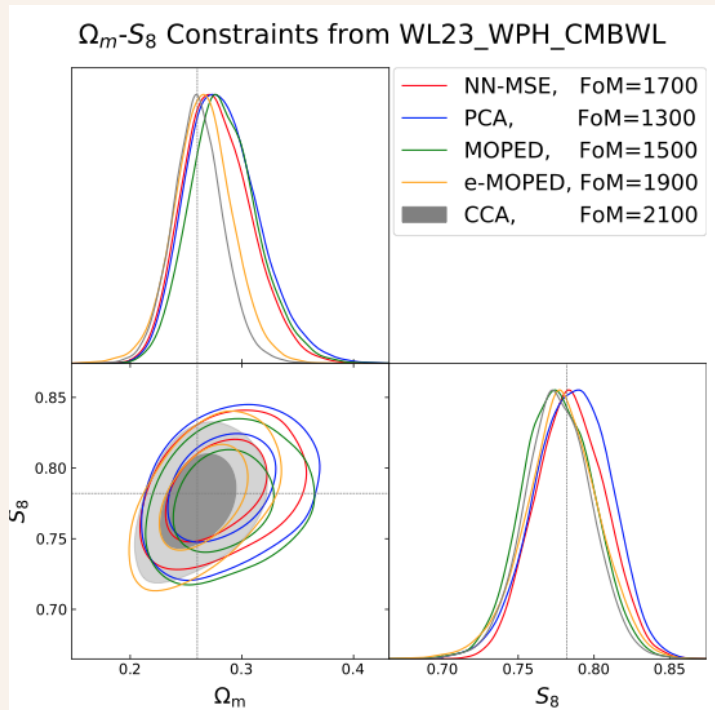 Ωm-S8 Constraints from WL23_WPH_CMBWL
NN-MSE, FoM=1700
PCA, FoM=1300
MOPED, FoM=1500
e-MOPED, FoM=1900
CCA, FoM=2100
0.85
0.80
0.75
0.70
S8
0.2 0.3 0.4
Ωm
0.70 0.75 0.80 0.85
S8